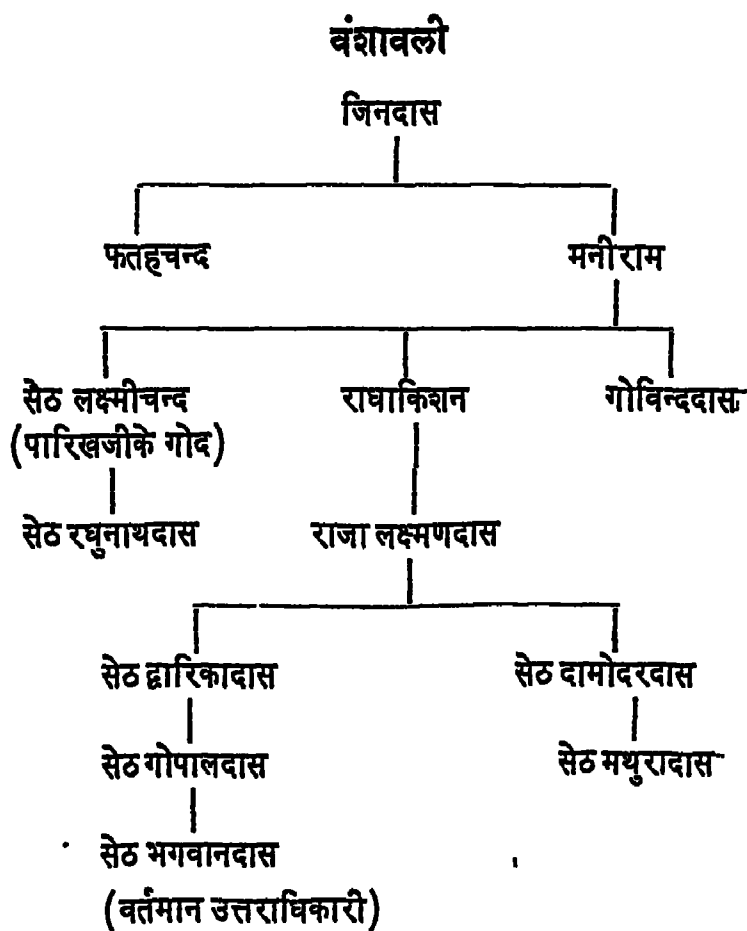 वंशावली
जिनदास
फतहचन्द मनीराम
सेठ लक्ष्मीचन्द राधाकिशन गोविन्ददास
(पारिखजीके गोद)
सेठ रघुनाथदास राजा लक्ष्मणदास
सेठ द्वारिकादास सेठ दामोदरदास
सेठ गोपालदास सेठ मथुरादास
सेठ भगवानदास
(वर्तमान उत्तराधिकारी)